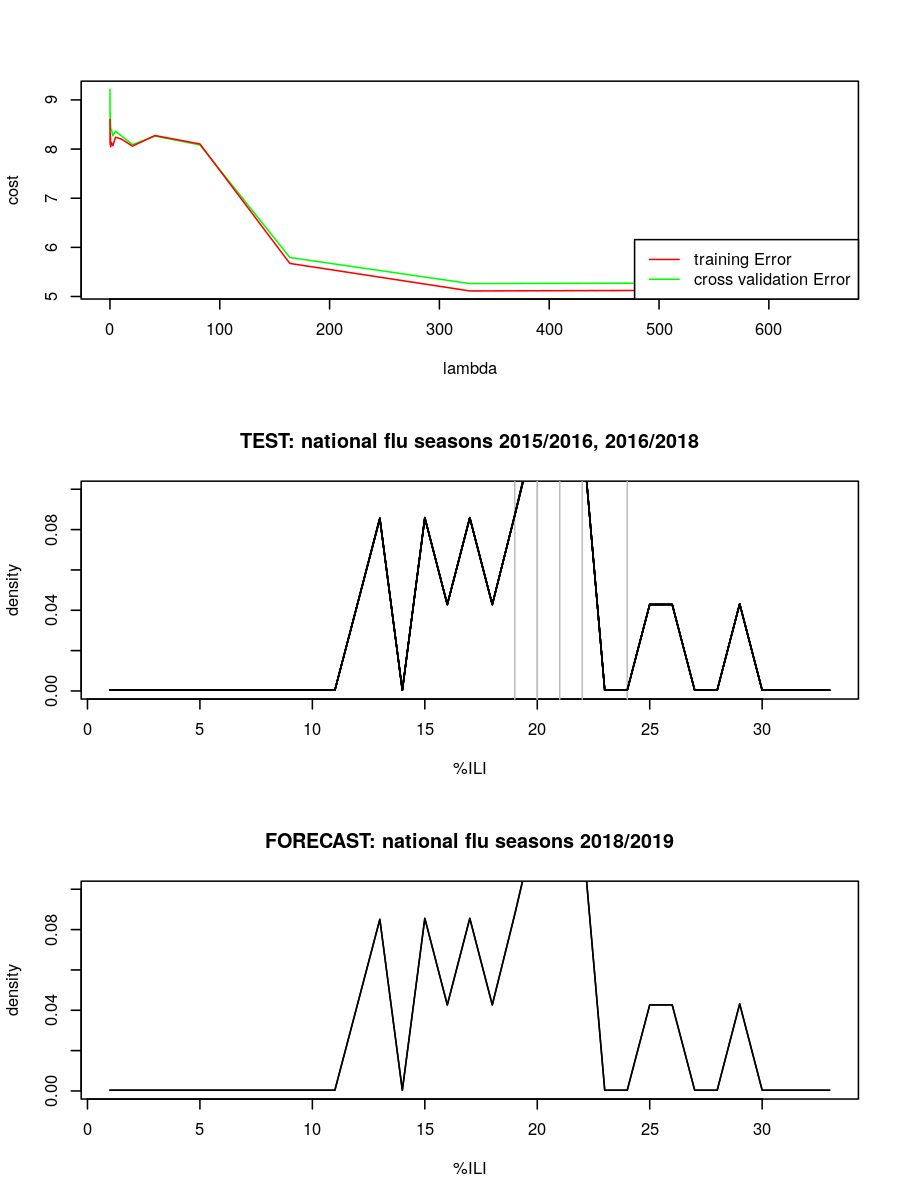 9
8
7
6
5
cost
training Error
cross validation Error
0 100 200 300 400 500 600
lambda
TEST: national flu seasons 2015/2016, 2016/2018
0.08
0.04
0.00
density
0 5 10 15 20 25 30
%ILI
FORECAST: national flu seasons 2018/2019
0.08
0.04
0.00
density
0 5 10 15 20 25 30
%ILI